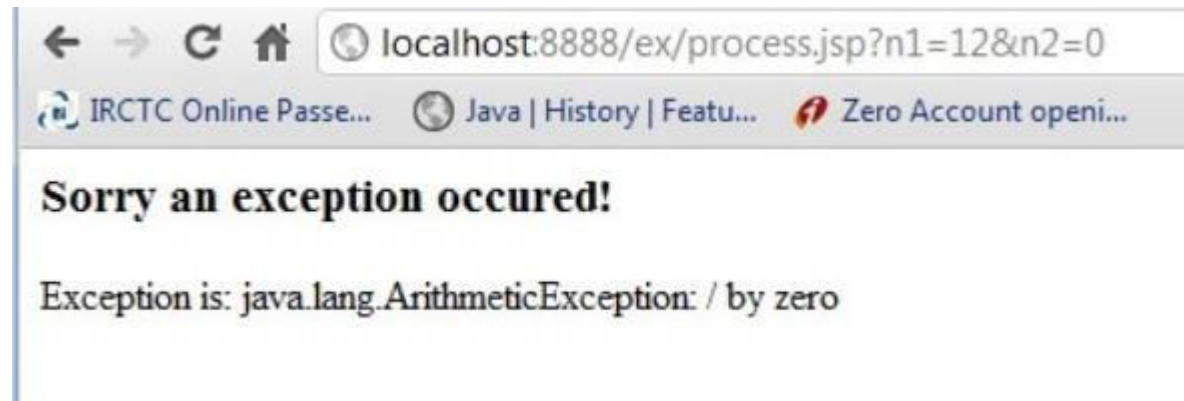 localhost:8888/ex/process.jsp?n1=12&n2=0
IRCTC Online Passe... Java | History | Featu... Zero Account openi...
Sorry an exception occured!
Exception is: java.lang.ArithmeticException: / by zero